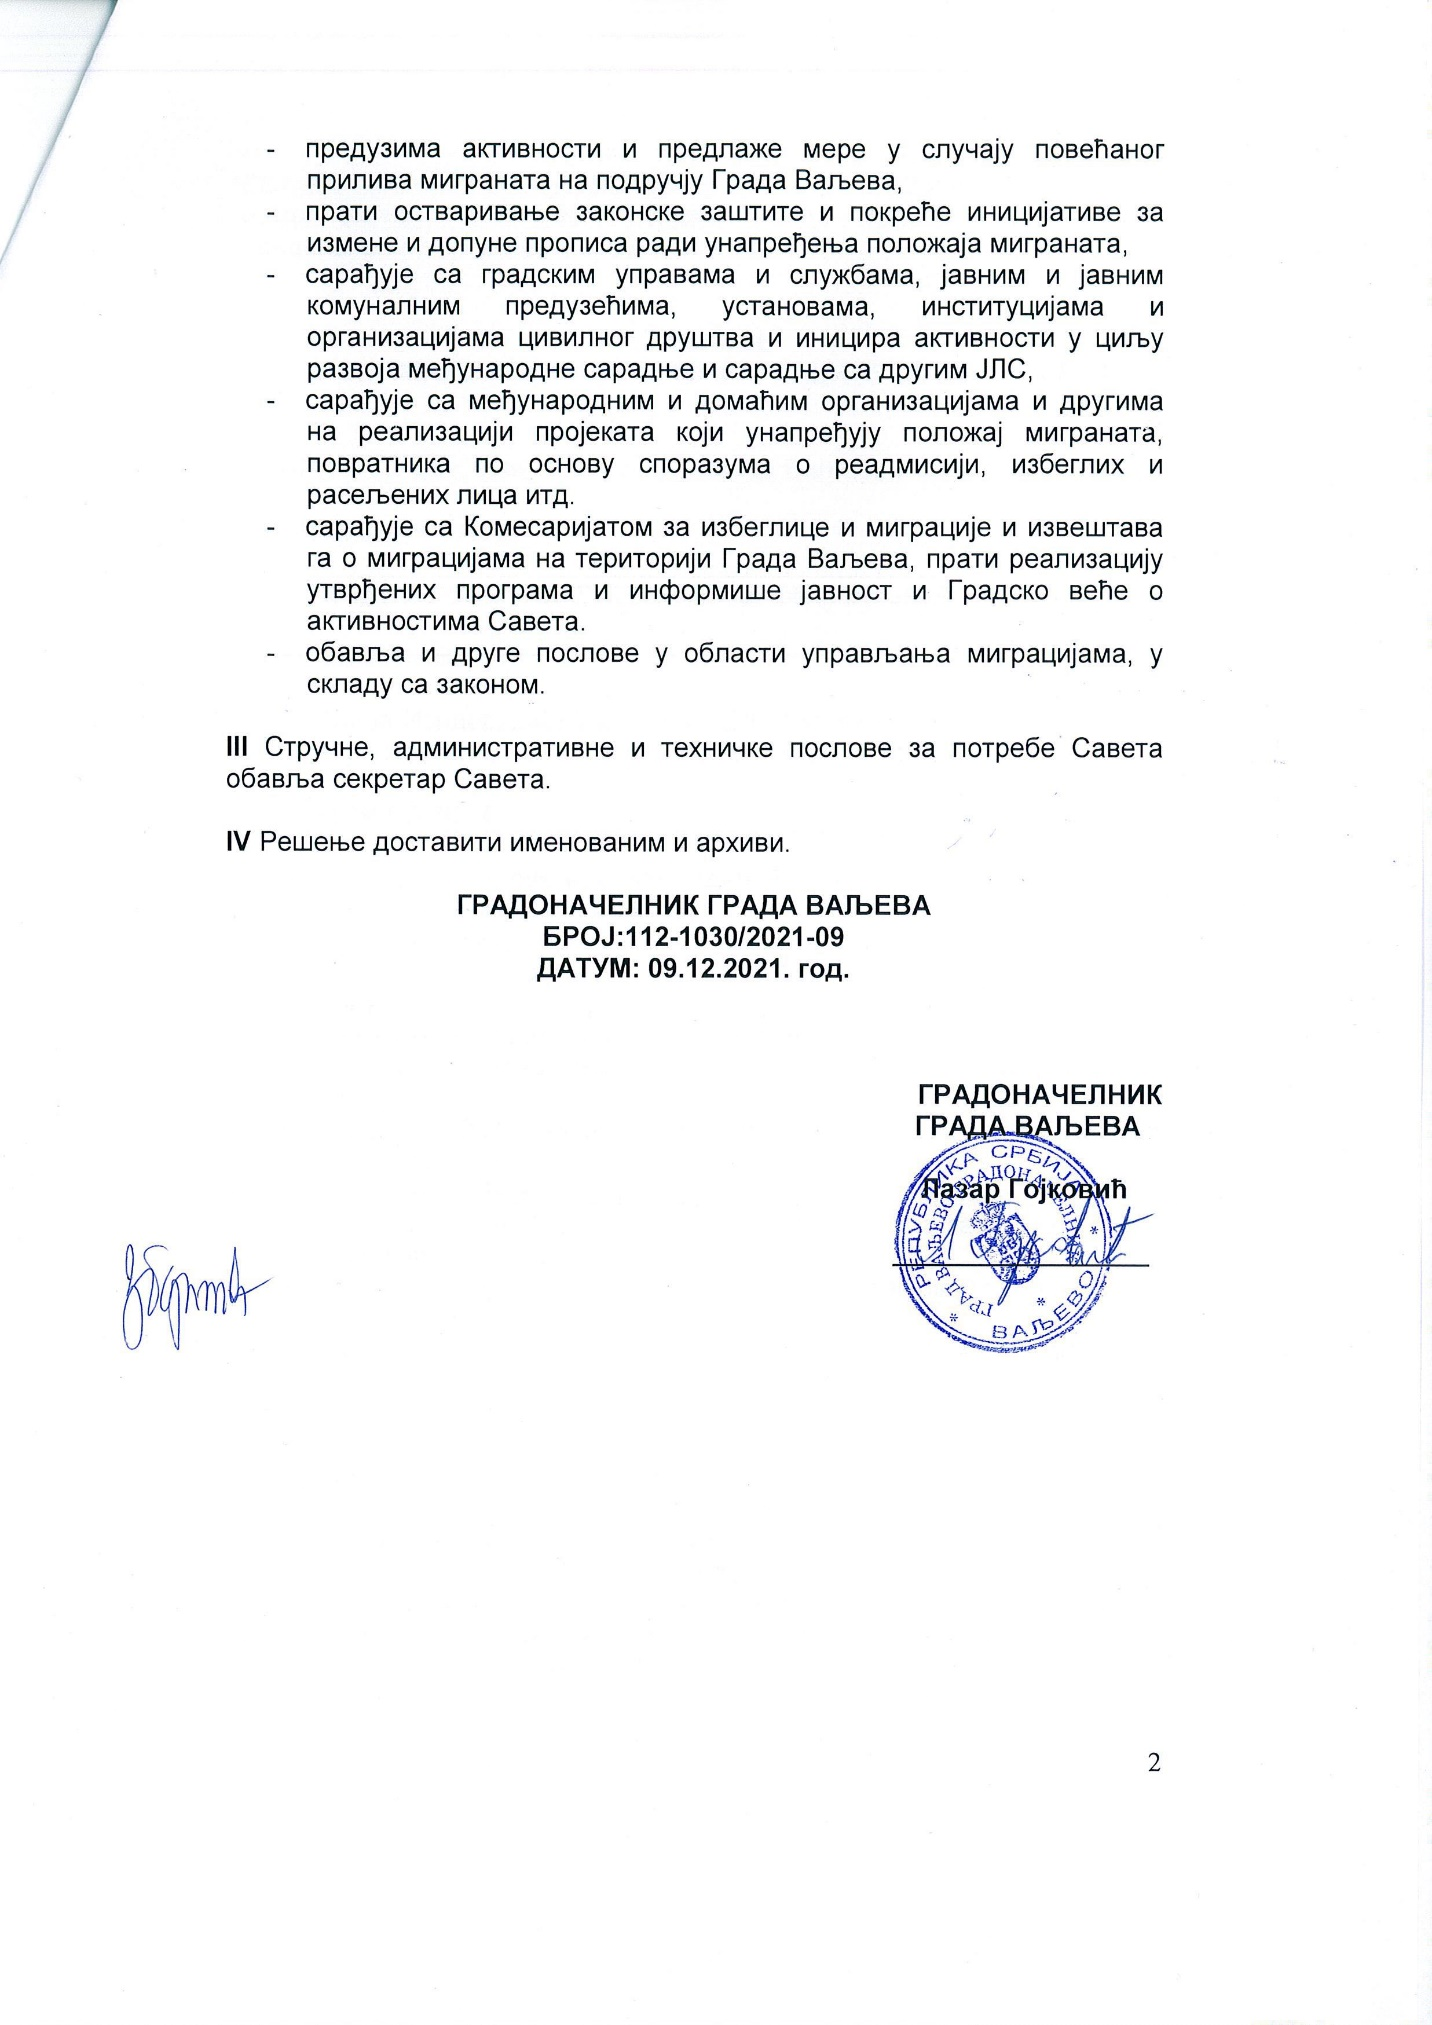 - предузима активности и предлаже мере у случају повећаног
прилива миграната на подручју Града Ваљева,
- прати остваривање законске заштите и покреће иницијативе за
измене и допуне прописа ради унапређења положаја миграната,
- сарађује са градским управама и службама, јавним и јавним
комуналним предузећима, установама, институцијама и
организацијама цивилног друштва и иницира активности у циљу
развоја међународне сарадње и сарадње са другим ЈЛС,
- сарађује са међународним и домаћим организацијама и другима
на реализацији пројеката који унапређују положај миграната,
повратника по основу споразума о реадмисији, избеглих и
расељених лица итд.
- сарађује са Комесаријатом за избеглице и миграције и извештава
га о миграцијама на територији Града Ваљева, прати реализацију
утврђених програма и информише јавност и Градско веће о
активностима Савета.
- обавља и друге послове у области управљања миграцијама, у
складу са законом.
III Стручне, административне и техничке послове за потребе Савета
обавља секретар Савета.
IV Решење доставити именованим и архиви.
ГРАДОНАЧЕЛНИК ГРАДА ВАЉЕВА
БРОЈ:112-1030/2021-09
ДАТУМ: 09.12.2021. год.
ГРАДОНАЧЕЛНИК
ГРАДА ВАЉЕВА
Лазар Гојковић
РЕПУБЛИКА СРБИЈА
ГРАД ВАЉЕВО ГРАДОНАЧЕЛНИК
* ВАЉЕВО *
2